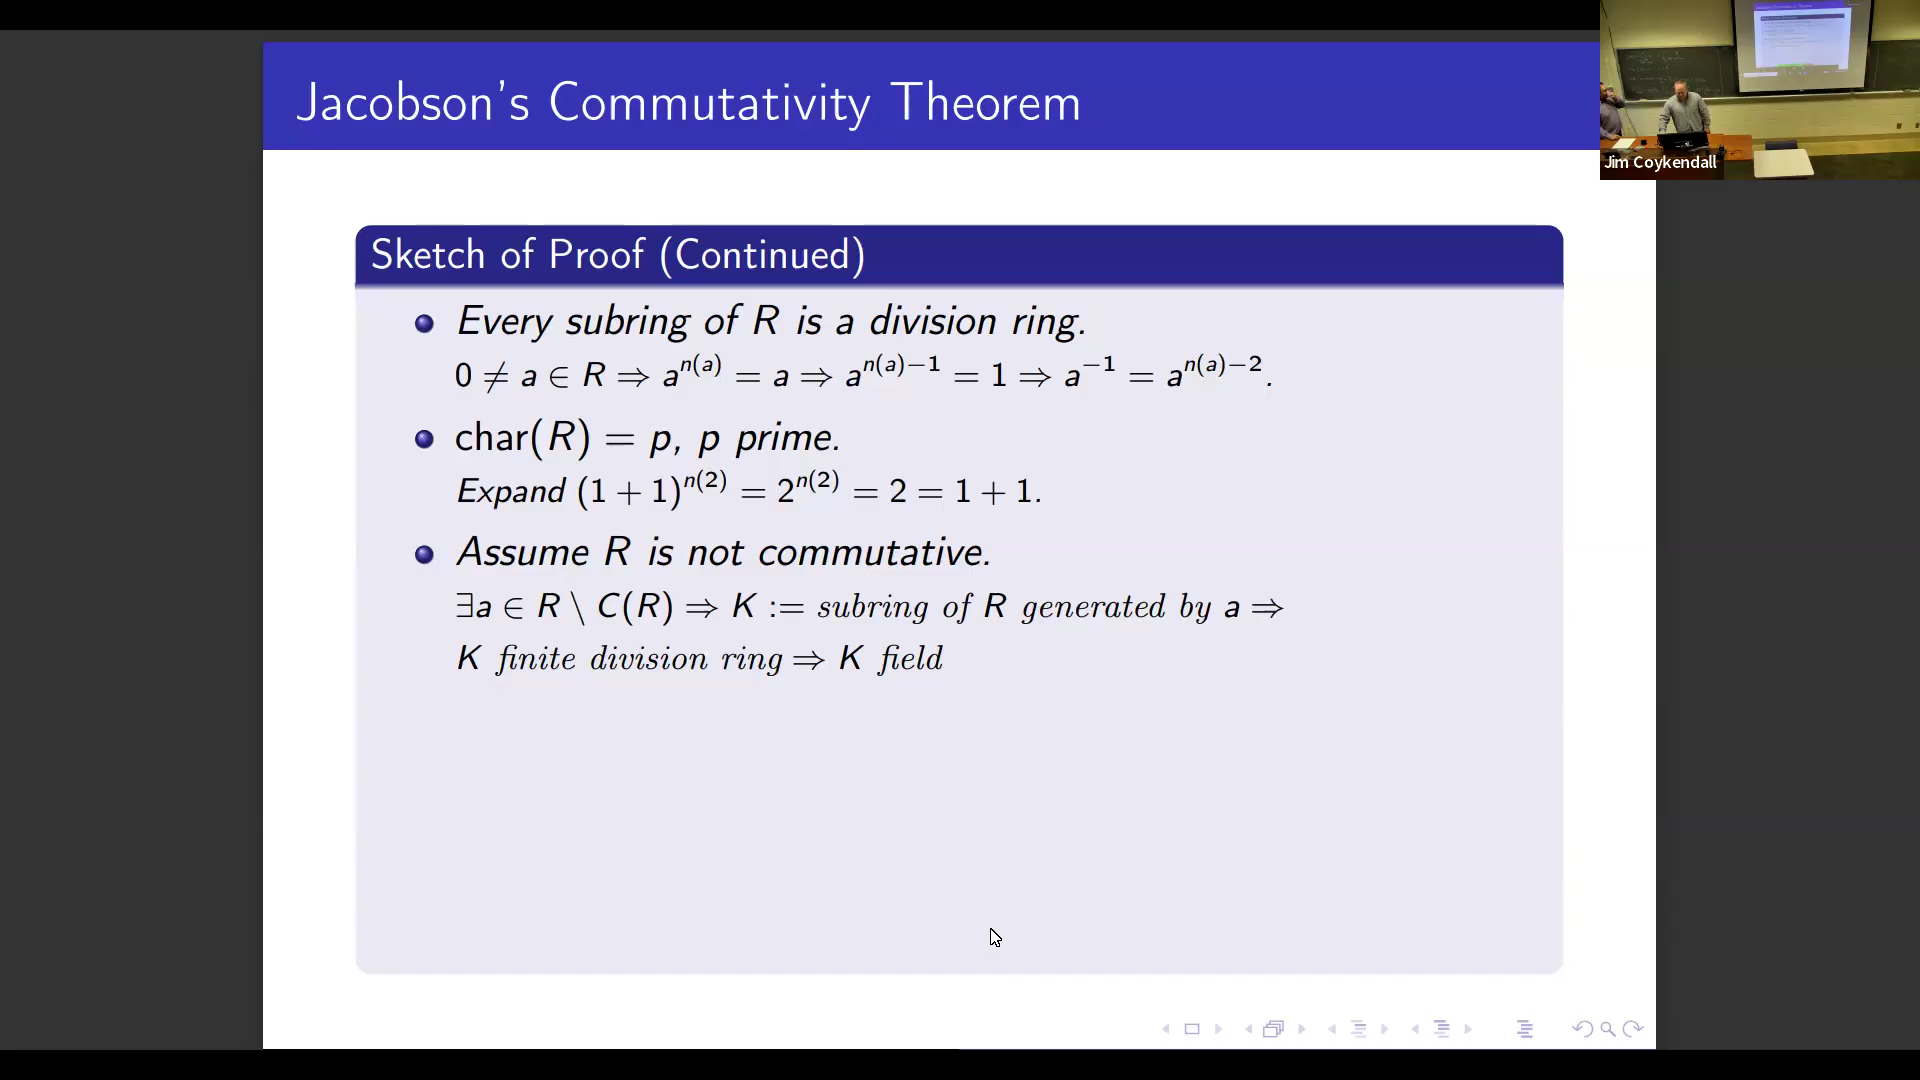 Jacobson's Commutativity Theorem
Jim Coykendall
Sketch of Proof (Continued)
Every subring of R is a division ring.
0 ≠ a ∈ R ⇒ a^{n(a)} = a ⇒ a^{n(a)−1} = 1 ⇒ a^{−1} = a^{n(a)−2}.
char(R) = p, p prime.
Expand (1 + 1)^{n(2)} = 2^{n(2)} = 2 = 1 + 1.
Assume R is not commutative.
∃a ∈ R \ C(R) ⇒ K := subring of R generated by a ⇒
K finite division ring ⇒ K field